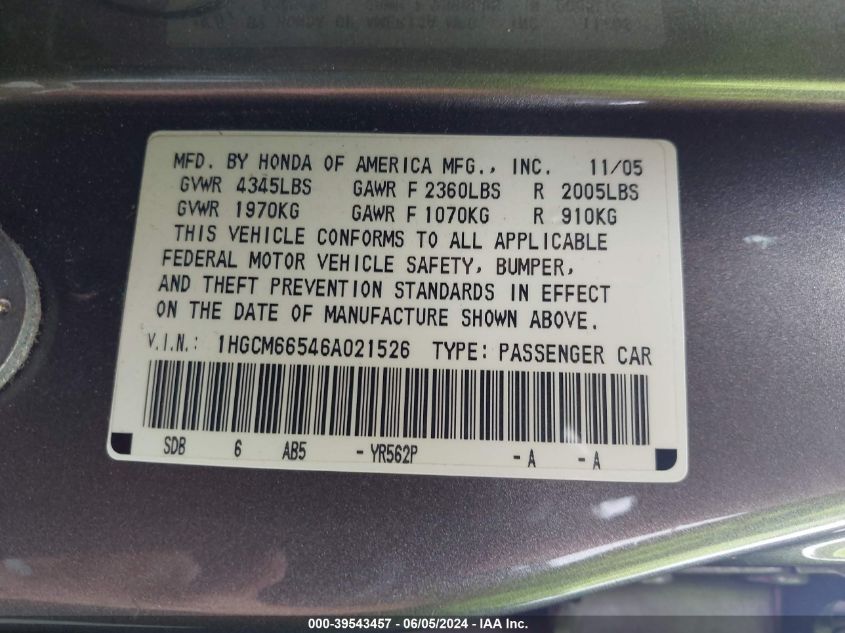 MFD. BY HONDA OF AMERICA MFG., INC. 11/05
GVWR 4345LBS GAWR F 2360LBS R 2005LBS
GVWR 1970KG GAWR F 1070KG R 910KG
THIS VEHICLE CONFORMS TO ALL APPLICABLE
FEDERAL MOTOR VEHICLE SAFETY, BUMPER,
AND THEFT PREVENTION STANDARDS IN EFFECT
ON THE DATE OF MANUFACTURE SHOWN ABOVE.
V.I.N.: 1HGCM66546A021526 TYPE: PASSENGER CAR
SDB 6 AB5 - YR562P - A - A
000-39543457 - 06/05/2024 - IAA Inc.